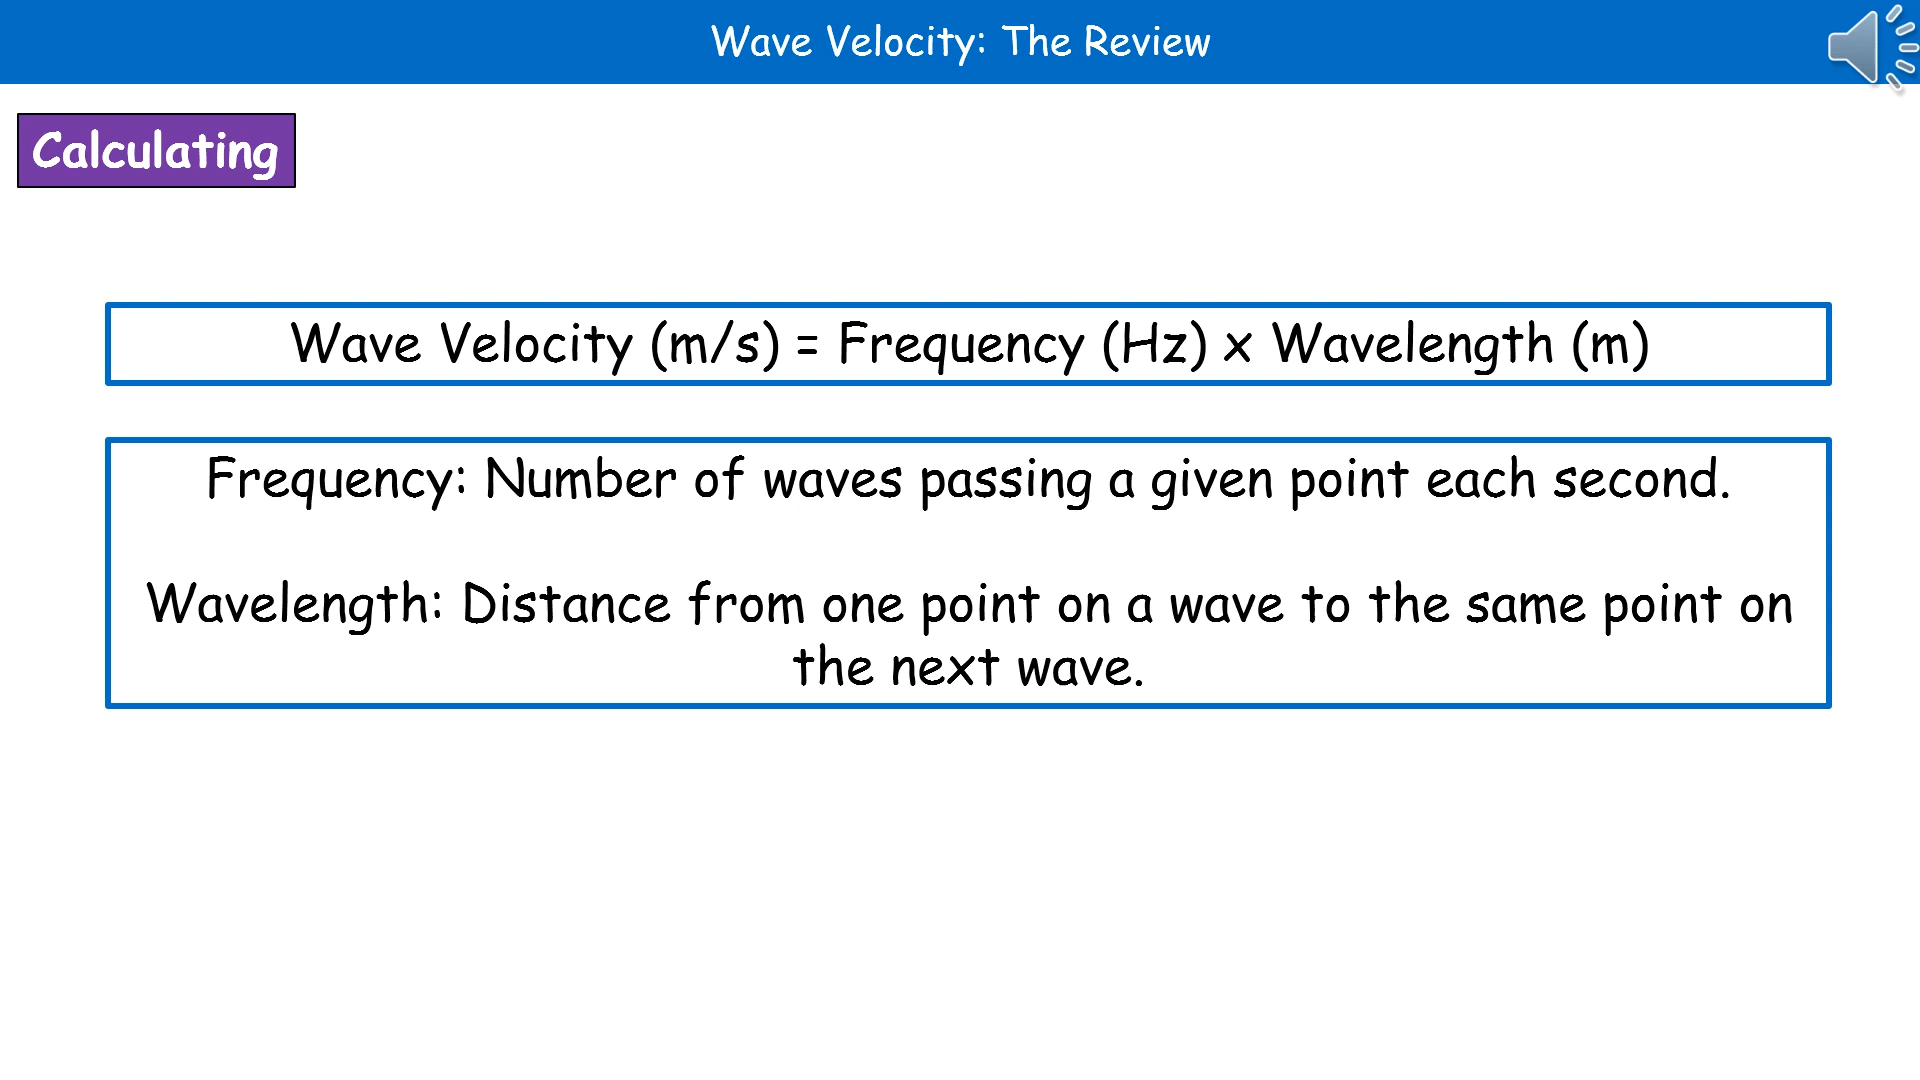 Wave Velocity: The Review
Calculating
Wave Velocity (m/s) = Frequency (Hz) x Wavelength (m)
Frequency: Number of waves passing a given point each second.
Wavelength: Distance from one point on a wave to the same point on
the next wave.